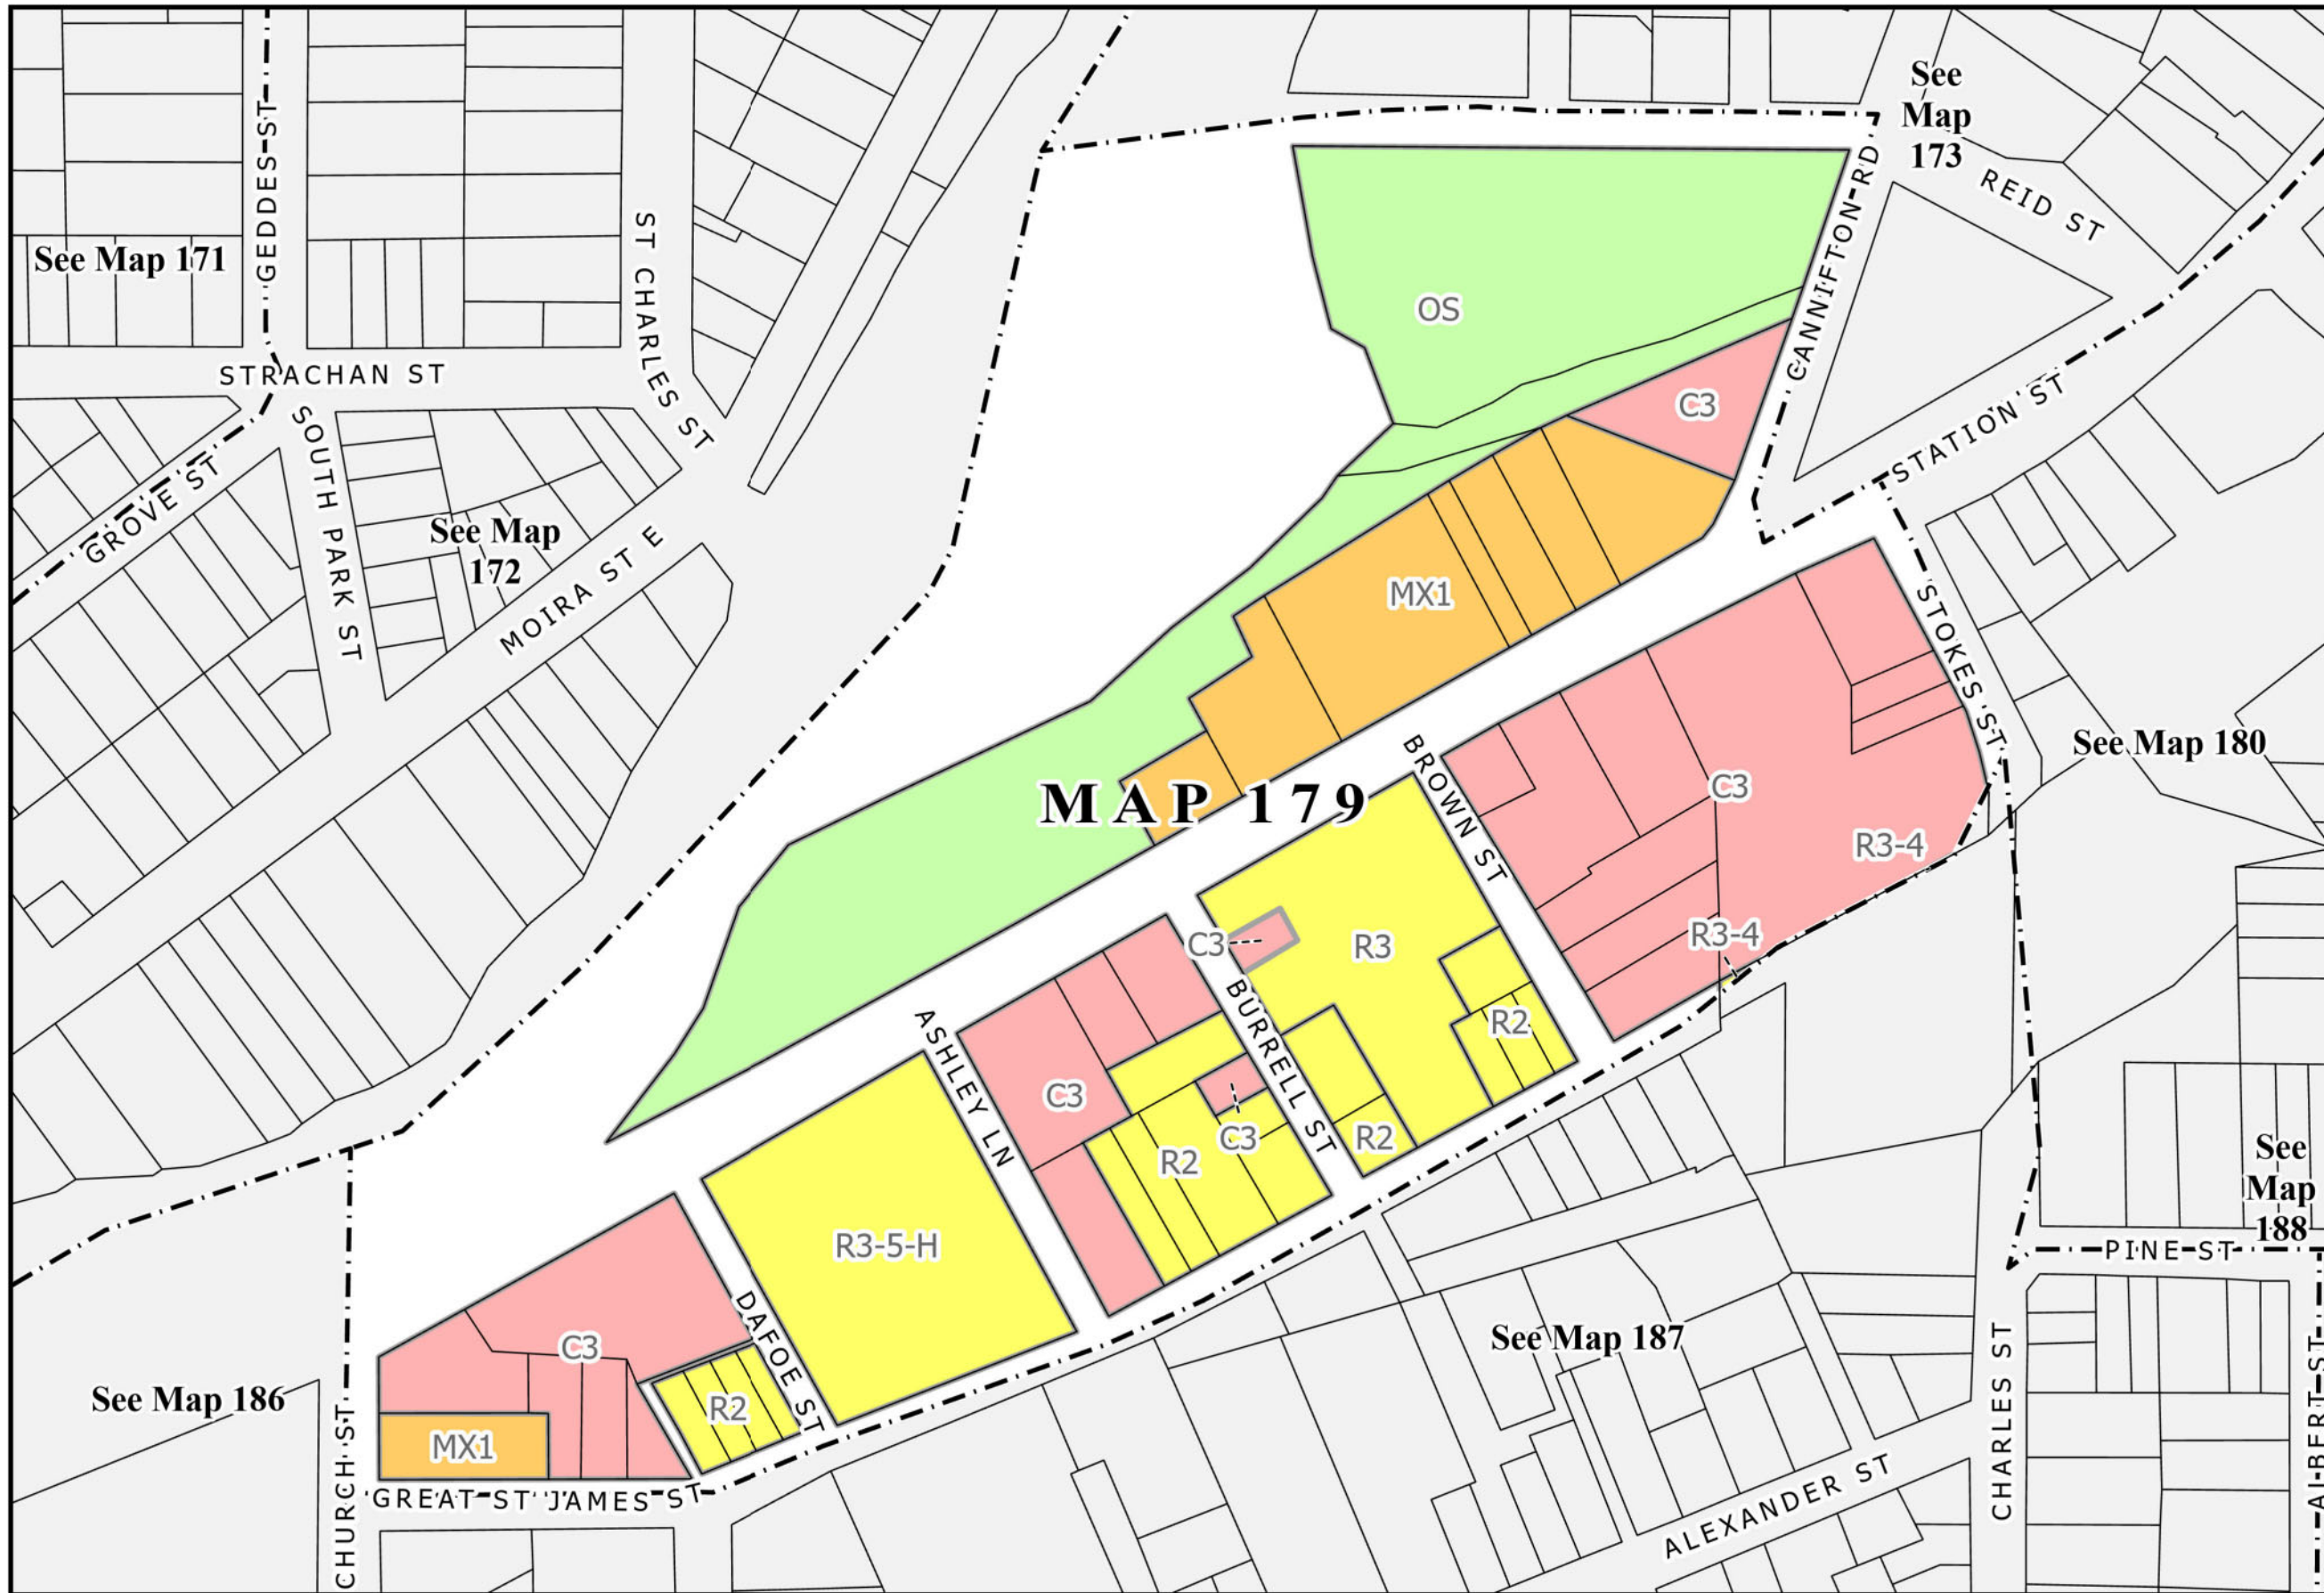 See
Map
173
REID ST
GEDDES ST
ST CHARLES ST
CANNIFTON RD
See Map 171
OS
STRACHAN ST
C3
STATION ST
SOUTH PARK ST
GROVE ST
See Map
172
MOIRA ST E
MX1
STOKES ST
See Map 180
BROWN ST
C3
MAP 179
R3-4
R3-4
C3
R3
BURRELL ST
R2
ASHLEY LN
C3
C3
R2
R2
See
Map
188
R3-5-H
PINE ST
DAFOE ST
C3
See Map 187
See Map 186
R2
MX1
CHURCH ST
GREAT ST JAMES ST
CHARLES ST
ALBERT ST
ALEXANDER ST